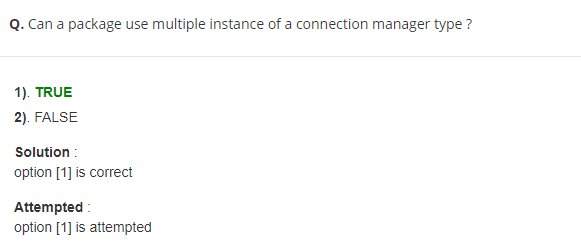 Q. Can a package use multiple instance of a connection manager type ?
1). TRUE
2). FALSE
Solution :
option [1] is correct
Attempted :
option [1] is attempted